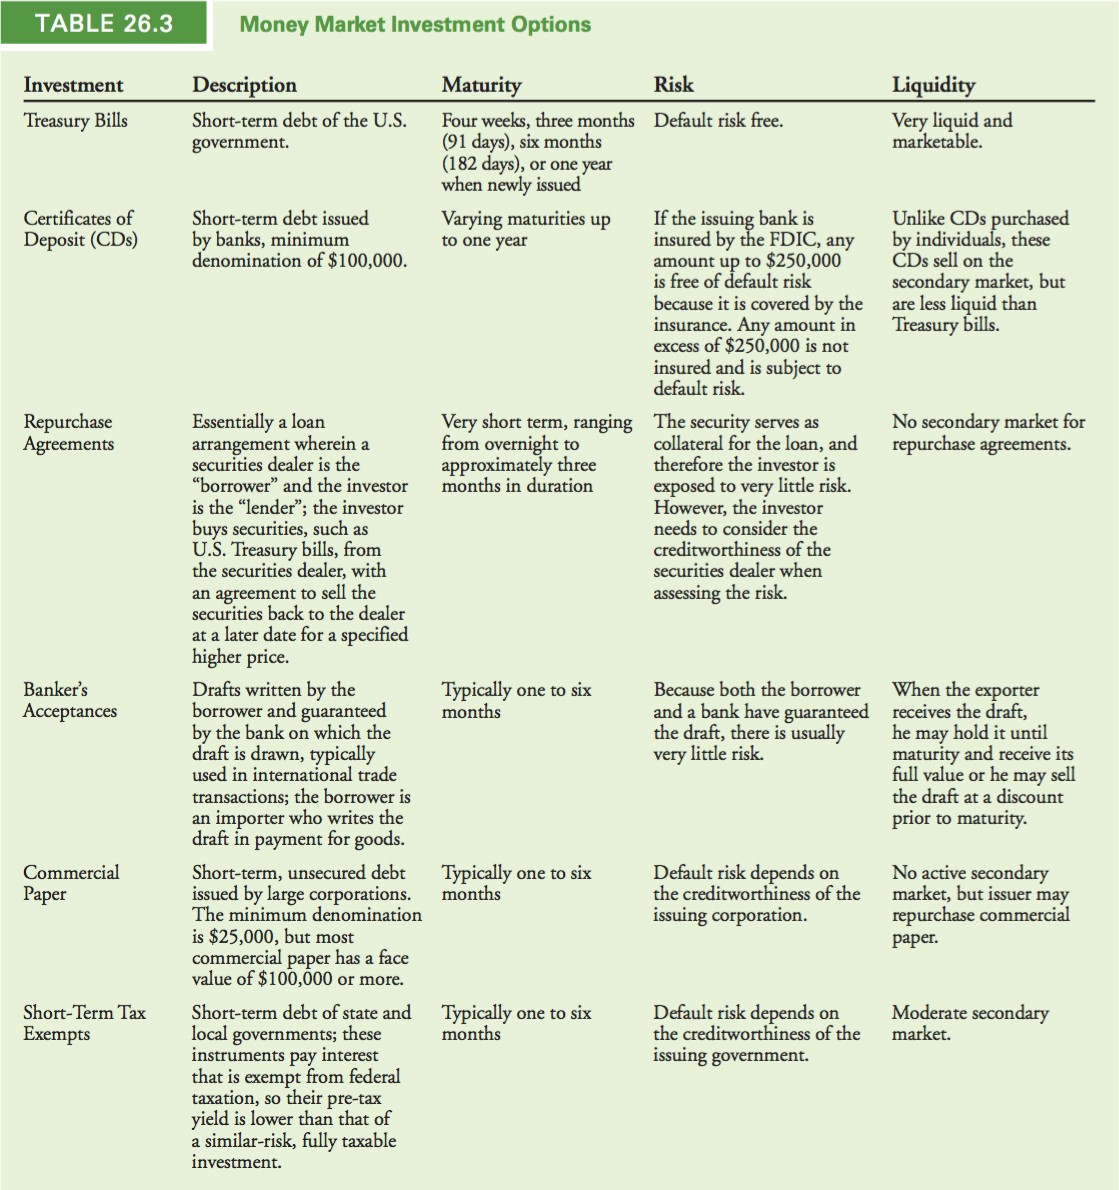 TABLE 26.3
Money Market Investment Options
Investment Description Maturity Risk Liquidity
Treasury Bills
Short-term debt of the U.S.
government.
Four weeks, three months
(91 days), six months
(182 days), or one year
when newly issued
Default risk free.
Very liquid and
marketable.
Certificates of
Deposit (CDs)
Short-term debt issued
by banks, minimum
denomination of $100,000.
Varying maturities up
to one year
If the issuing bank is
insured by the FDIC, any
amount up to $250,000
is free of default risk
because it is covered by the
insurance. Any amount in
excess of $250,000 is not
insured and is subject to
default risk.
Unlike CDs purchased
by individuals, these
CDs sell on the
secondary market, but
are less liquid than
Treasury bills.
Repurchase
Agreements
Essentially a loan
arrangement wherein a
securities dealer is the
“borrower” and the investor
is the “lender”; the investor
buys securities, such as
U.S. Treasury bills, from
the securities dealer, with
an agreement to sell the
securities back to the dealer
at a later date for a specified
higher price.
Very short term, ranging
from overnight to
approximately three
months in duration
The security serves as
collateral for the loan, and
therefore the investor is
exposed to very little risk.
However, the investor
needs to consider the
creditworthiness of the
securities dealer when
assessing the risk.
No secondary market for
repurchase agreements.
Banker’s
Acceptances
Drafts written by the
borrower and guaranteed
by the bank on which the
draft is drawn, typically
used in international trade
transactions; the borrower is
an importer who writes the
draft in payment for goods.
Typically one to six
months
Because both the borrower
and a bank have guaranteed
the draft, there is usually
very little risk.
When the exporter
receives the draft,
he may hold it until
maturity and receive its
full value or he may sell
the draft at a discount
prior to maturity.
Commercial
Paper
Short-term, unsecured debt
issued by large corporations.
The minimum denomination
is $25,000, but most
commercial paper has a face
value of $100,000 or more.
Typically one to six
months
Default risk depends on
the creditworthiness of the
issuing corporation.
No active secondary
market, but issuer may
repurchase commercial
paper.
Short-Term Tax
Exempts
Short-term debt of state and
local governments; these
instruments pay interest
that is exempt from federal
taxation, so their pre-tax
yield is lower than that of
a similar-risk, fully taxable
investment.
Typically one to six
months
Default risk depends on
the creditworthiness of the
issuing government.
Moderate secondary
market.